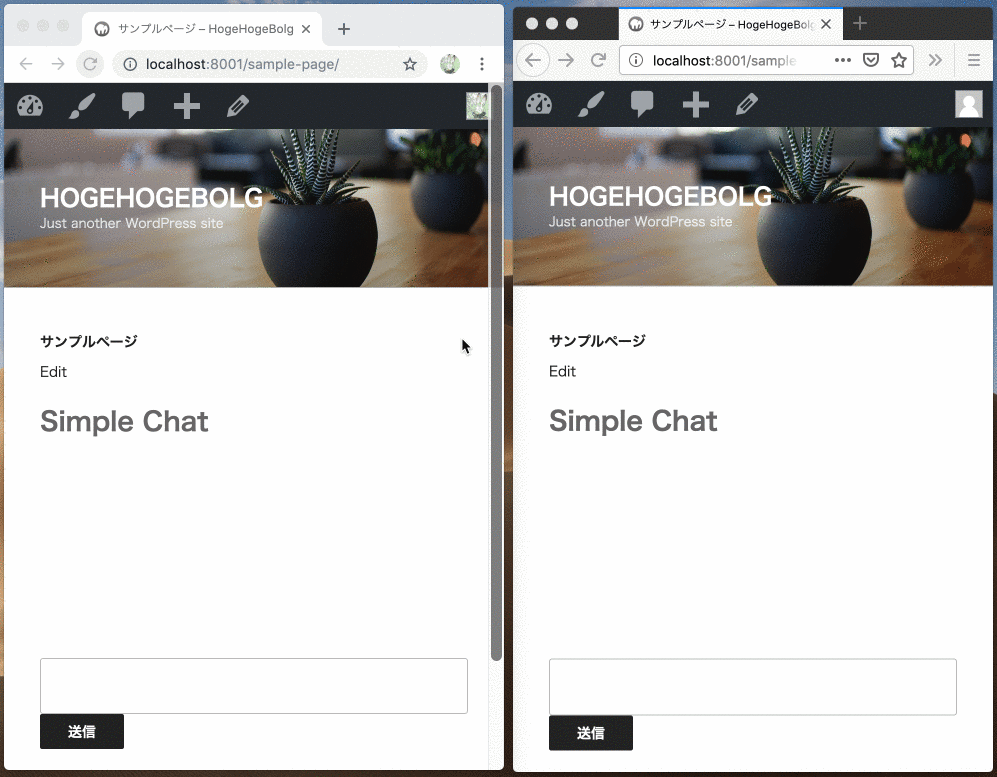 サンプルページ – HogeHogeBolg
localhost:8001/sample-page/
HOGEHOGEBOLG
Just another WordPress site
サンプルページ
Edit
Simple Chat
送信
サンプルページ – HogeHogeBol
localhost:8001/sample
HOGEHOGEBOLG
Just another WordPress site
サンプルページ
Edit
Simple Chat
送信